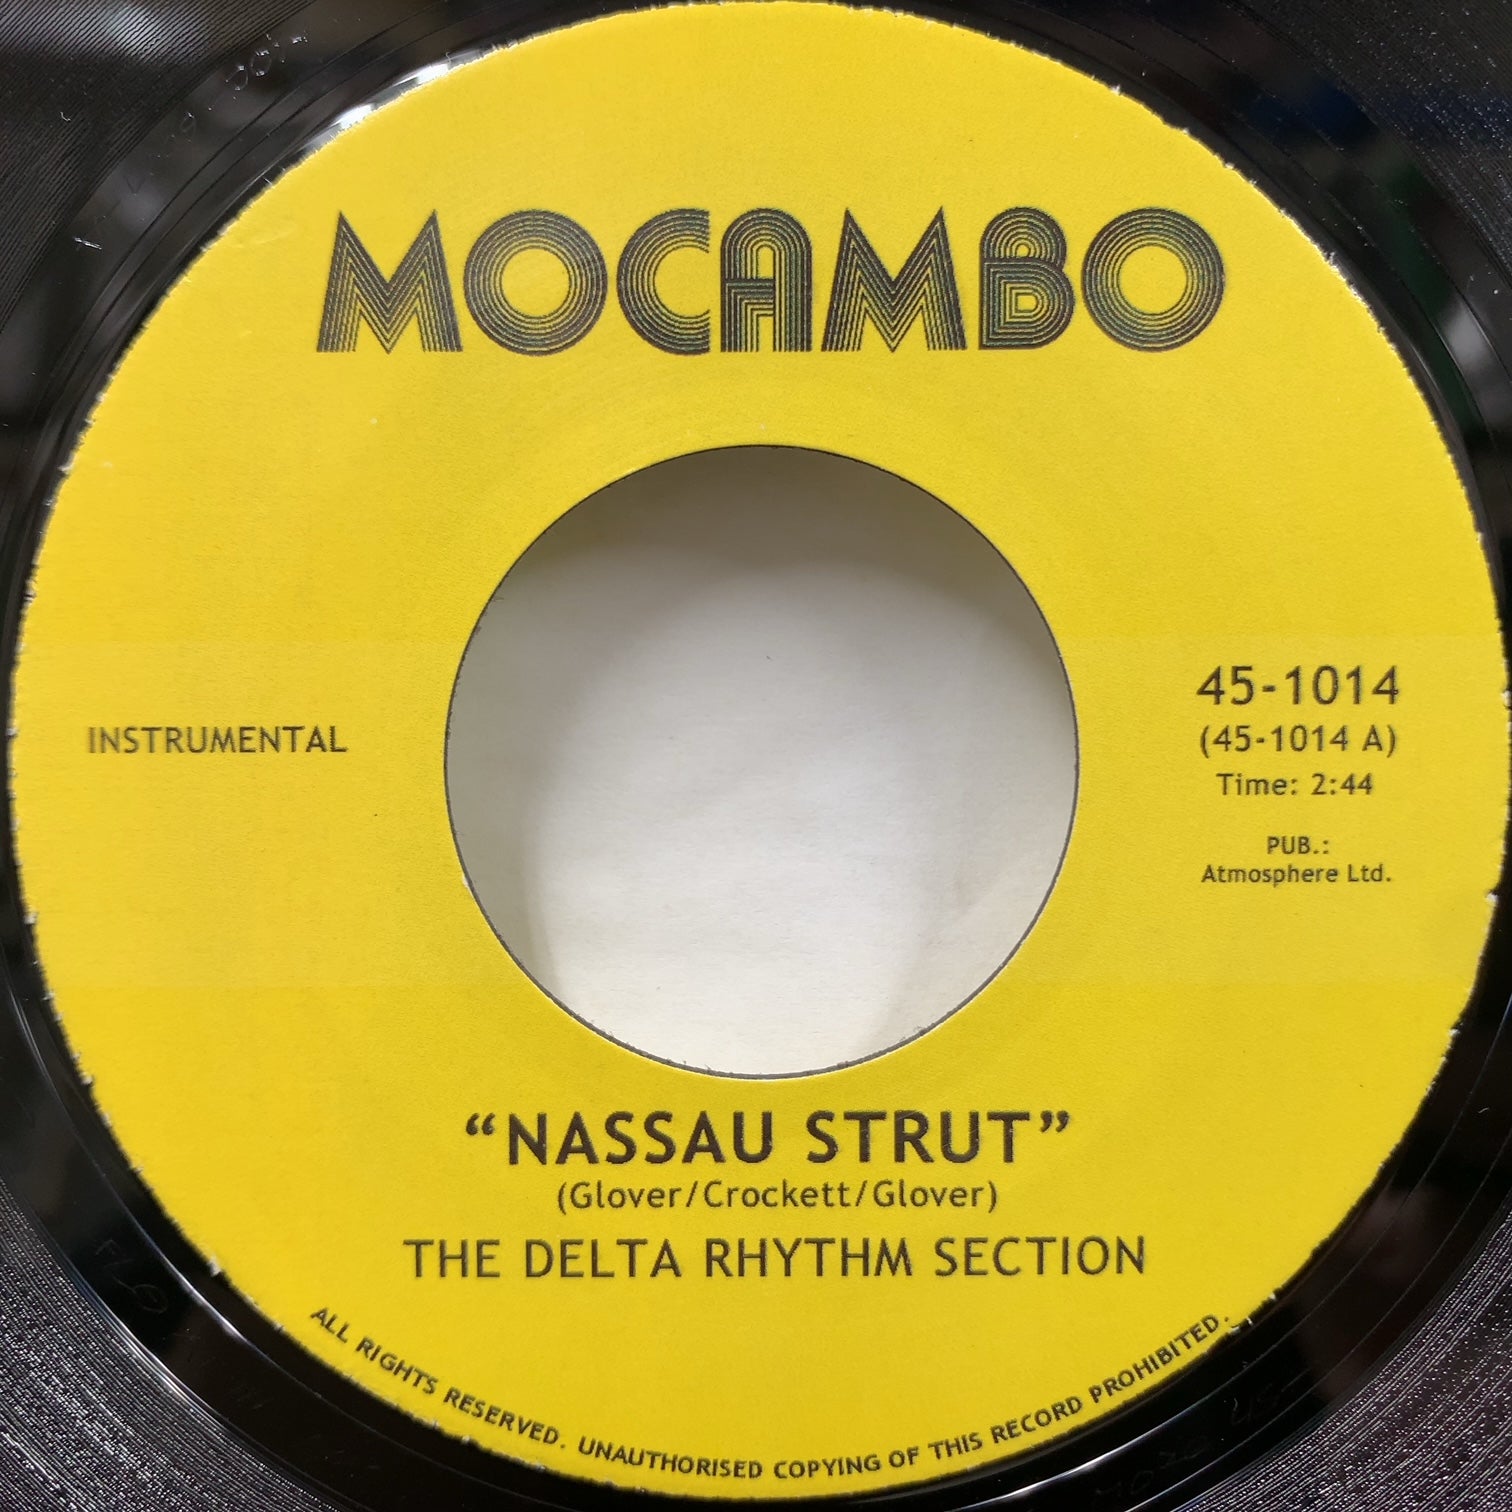 MOCAMBO
INSTRUMENTAL
45-1014
(45-1014 A)
Time: 2:44
PUB.:
Atmosphere Ltd.
“NASSAU STRUT”
(Glover/Crockett/Glover)
THE DELTA RHYTHM SECTION
ALL RIGHTS RESERVED. UNAUTHORISED COPYING OF THIS RECORD PROHIBITED.